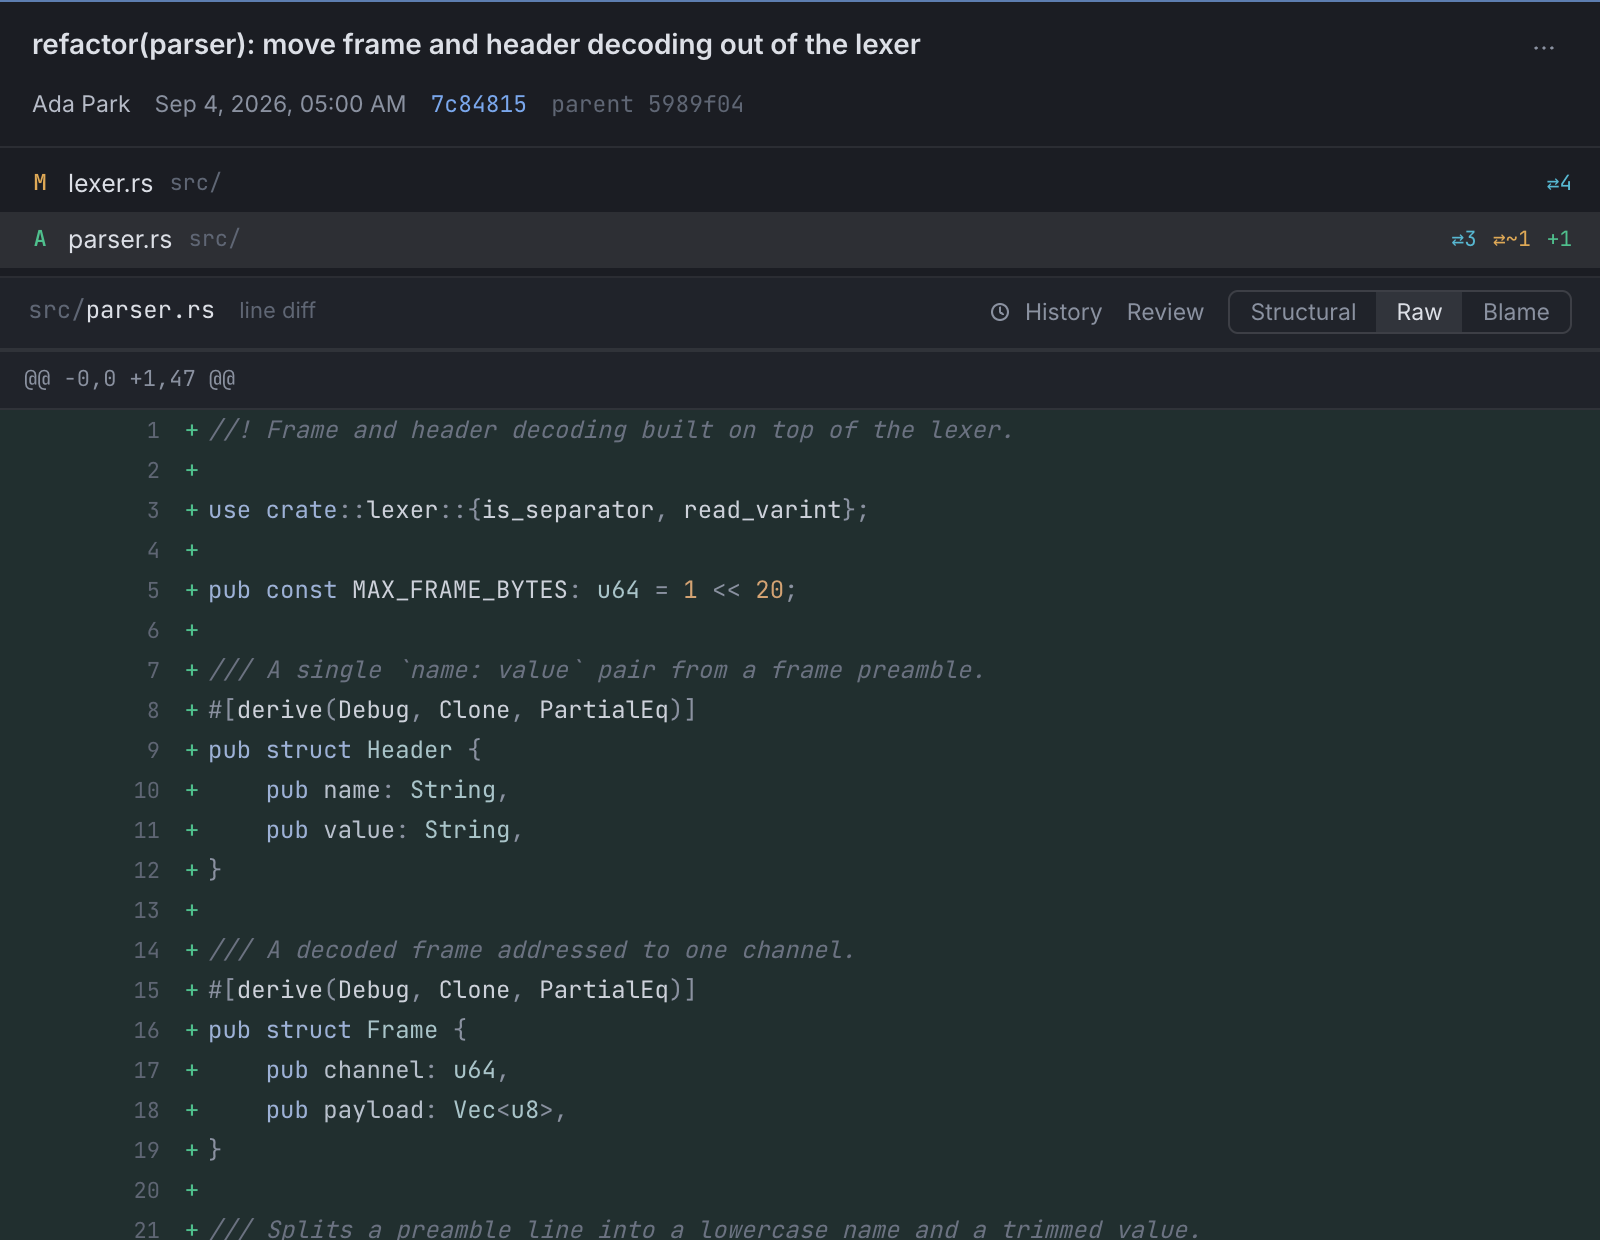 refactor(parser): move frame and header decoding out of the lexer
...
Ada Park Sep 4, 2026, 05:00 AM 7c84815 parent 5989f04
M lexer.rs src/ ⇄4
A parser.rs src/ ⇄3 ⇄~1 +1
src/parser.rs line diff History Review Structural Raw Blame
@@ -0,0 +1,47 @@
1 + //! Frame and header decoding built on top of the lexer.
2 +
3 + use crate::lexer::{is_separator, read_varint};
4 +
5 + pub const MAX_FRAME_BYTES: u64 = 1 << 20;
6 +
7 + /// A single `name: value` pair from a frame preamble.
8 + #[derive(Debug, Clone, PartialEq)]
9 + pub struct Header {
10 +     pub name: String,
11 +     pub value: String,
12 + }
13 +
14 + /// A decoded frame addressed to one channel.
15 + #[derive(Debug, Clone, PartialEq)]
16 + pub struct Frame {
17 +     pub channel: u64,
18 +     pub payload: Vec<u8>,
19 + }
20 +
21 + /// Splits a preamble line into a lowercase name and a trimmed value.